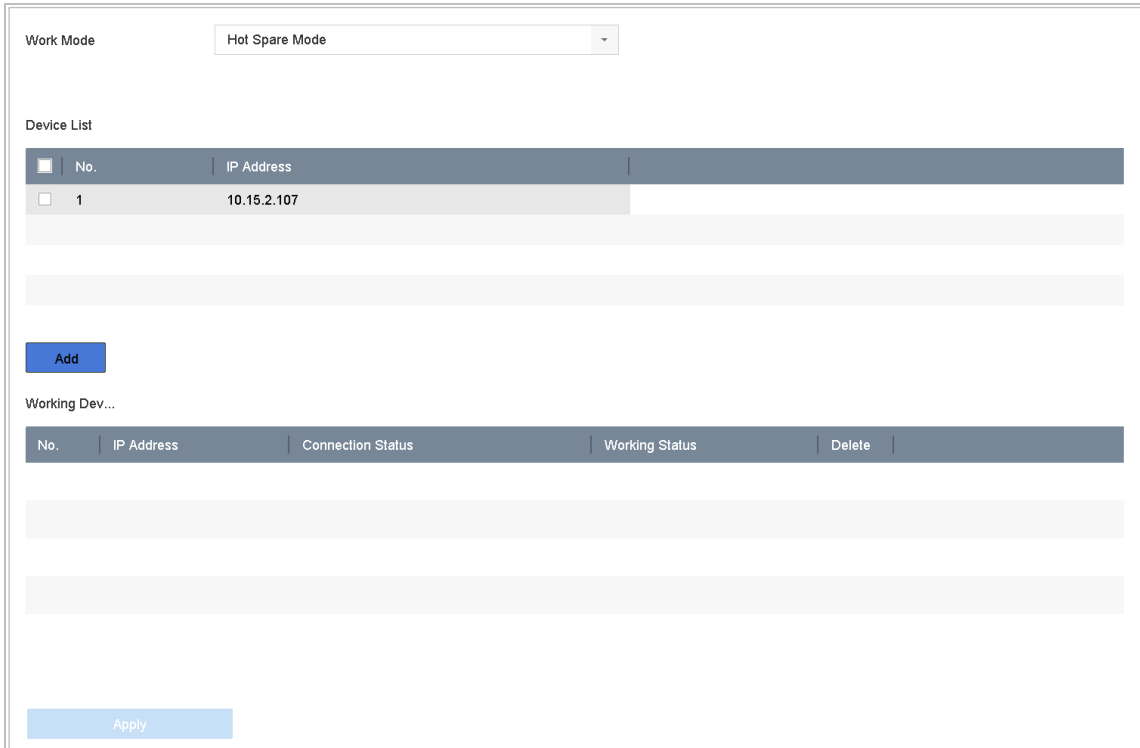 Work Mode Hot Spare Mode
Device List
No. IP Address
1 10.15.2.107
Add
Working Dev...
No. IP Address Connection Status Working Status Delete
Apply